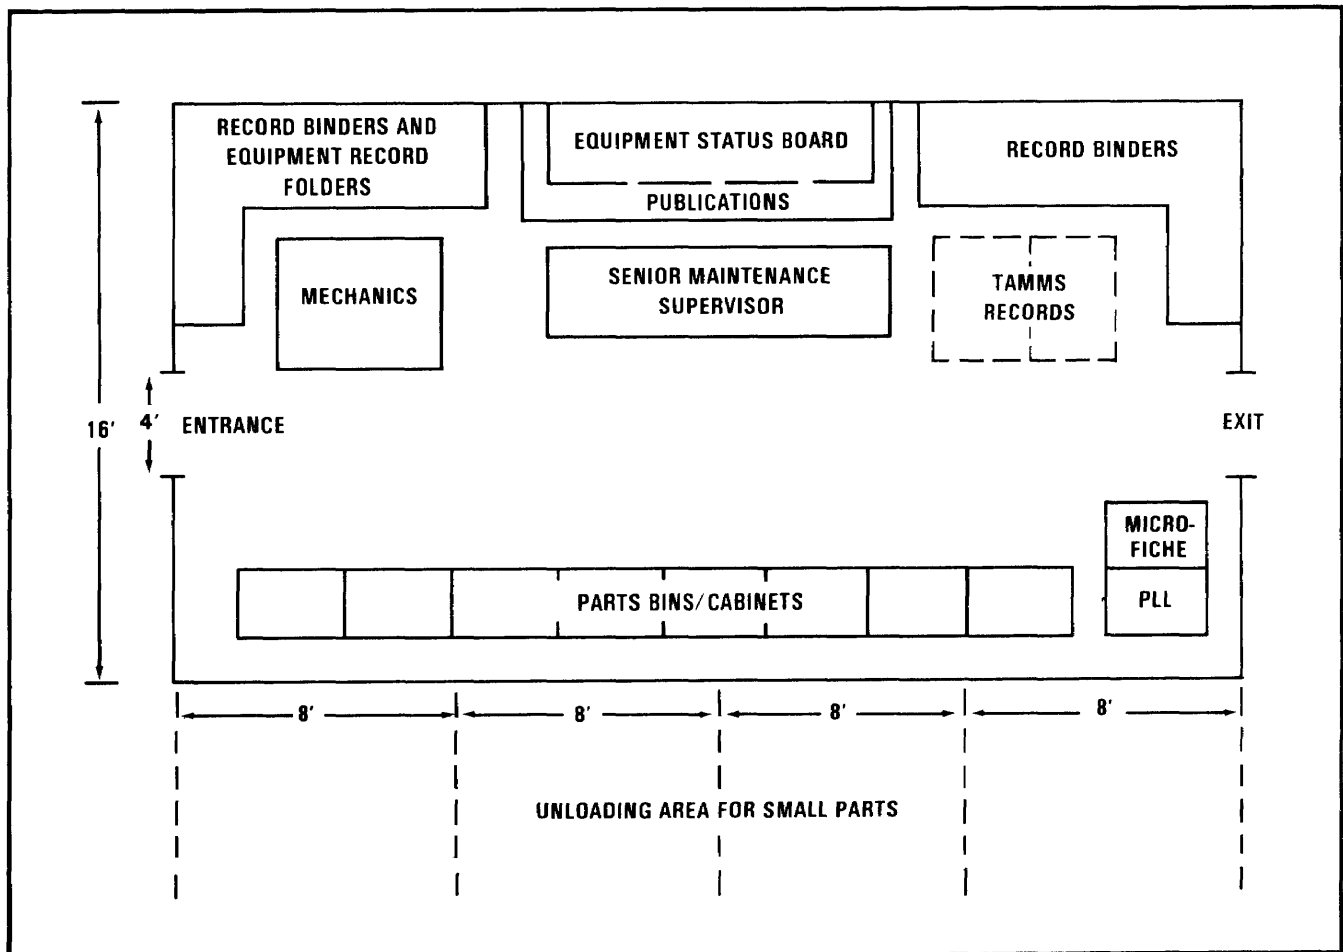 RECORD BINDERS AND
EQUIPMENT RECORD
FOLDERS
EQUIPMENT STATUS BOARD
PUBLICATIONS
RECORD BINDERS
MECHANICS
SENIOR MAINTENANCE
SUPERVISOR
TAMMS
RECORDS
16'
4'
ENTRANCE
EXIT
MICRO-
FICHE
PARTS BINS/CABINETS
PLL
8'
8'
8'
8'
UNLOADING AREA FOR SMALL PARTS